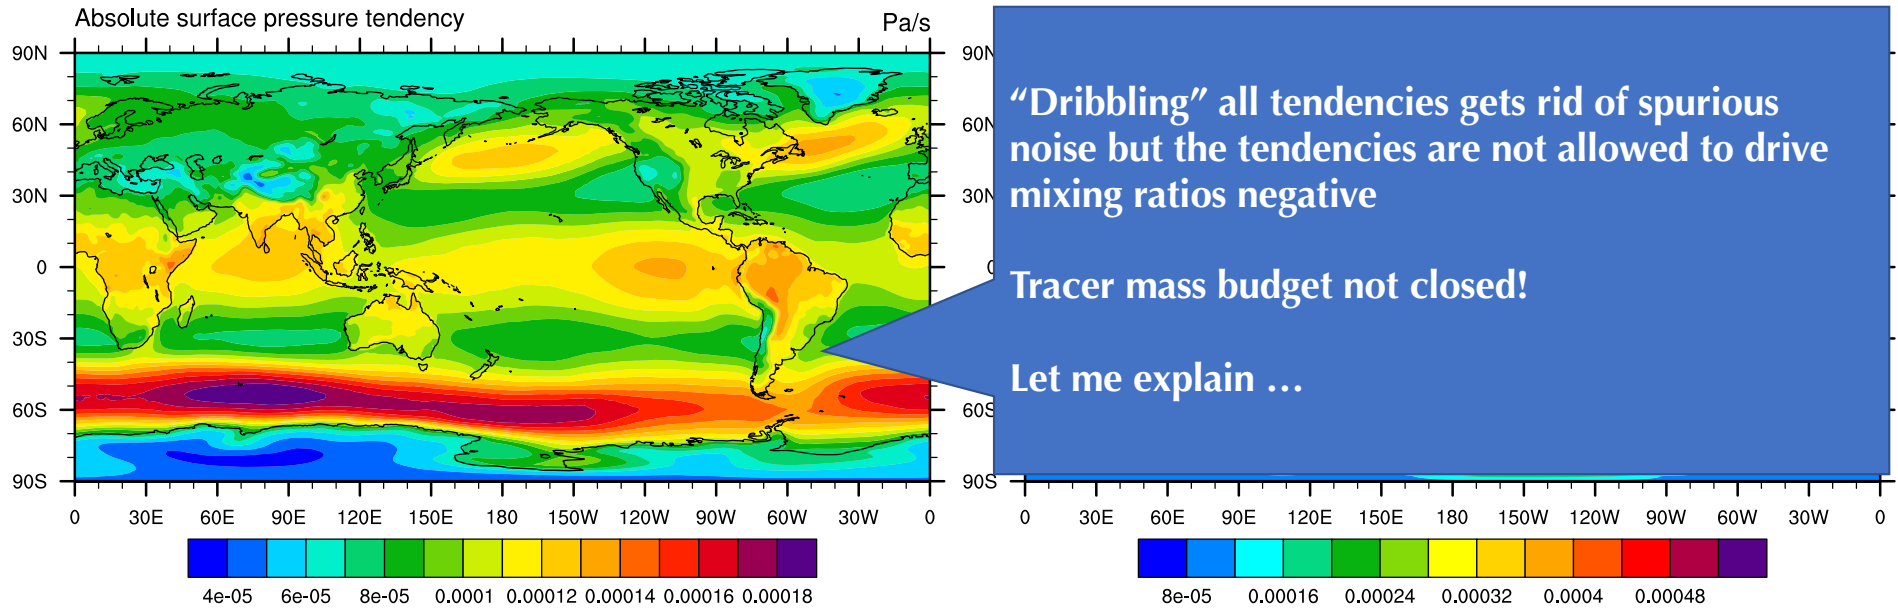 Absolute surface pressure tendency
Pa/s
90N
60N
30N
0
30S
60S
90S
0 30E 60E 90E 120E 150E 180 150W 120W 90W 60W 30W 0
4e-05 6e-05 8e-05 0.0001 0.00012 0.00014 0.00016 0.00018
“Dribbling” all tendencies gets rid of spurious
noise but the tendencies are not allowed to drive
mixing ratios negative
Tracer mass budget not closed!
Let me explain …
90N
60N
30N
0
30S
60S
90S
0 30E 60E 90E 120E 150E 180 150W 120W 90W 60W 30W 0
8e-05 0.00016 0.00024 0.00032 0.0004 0.00048